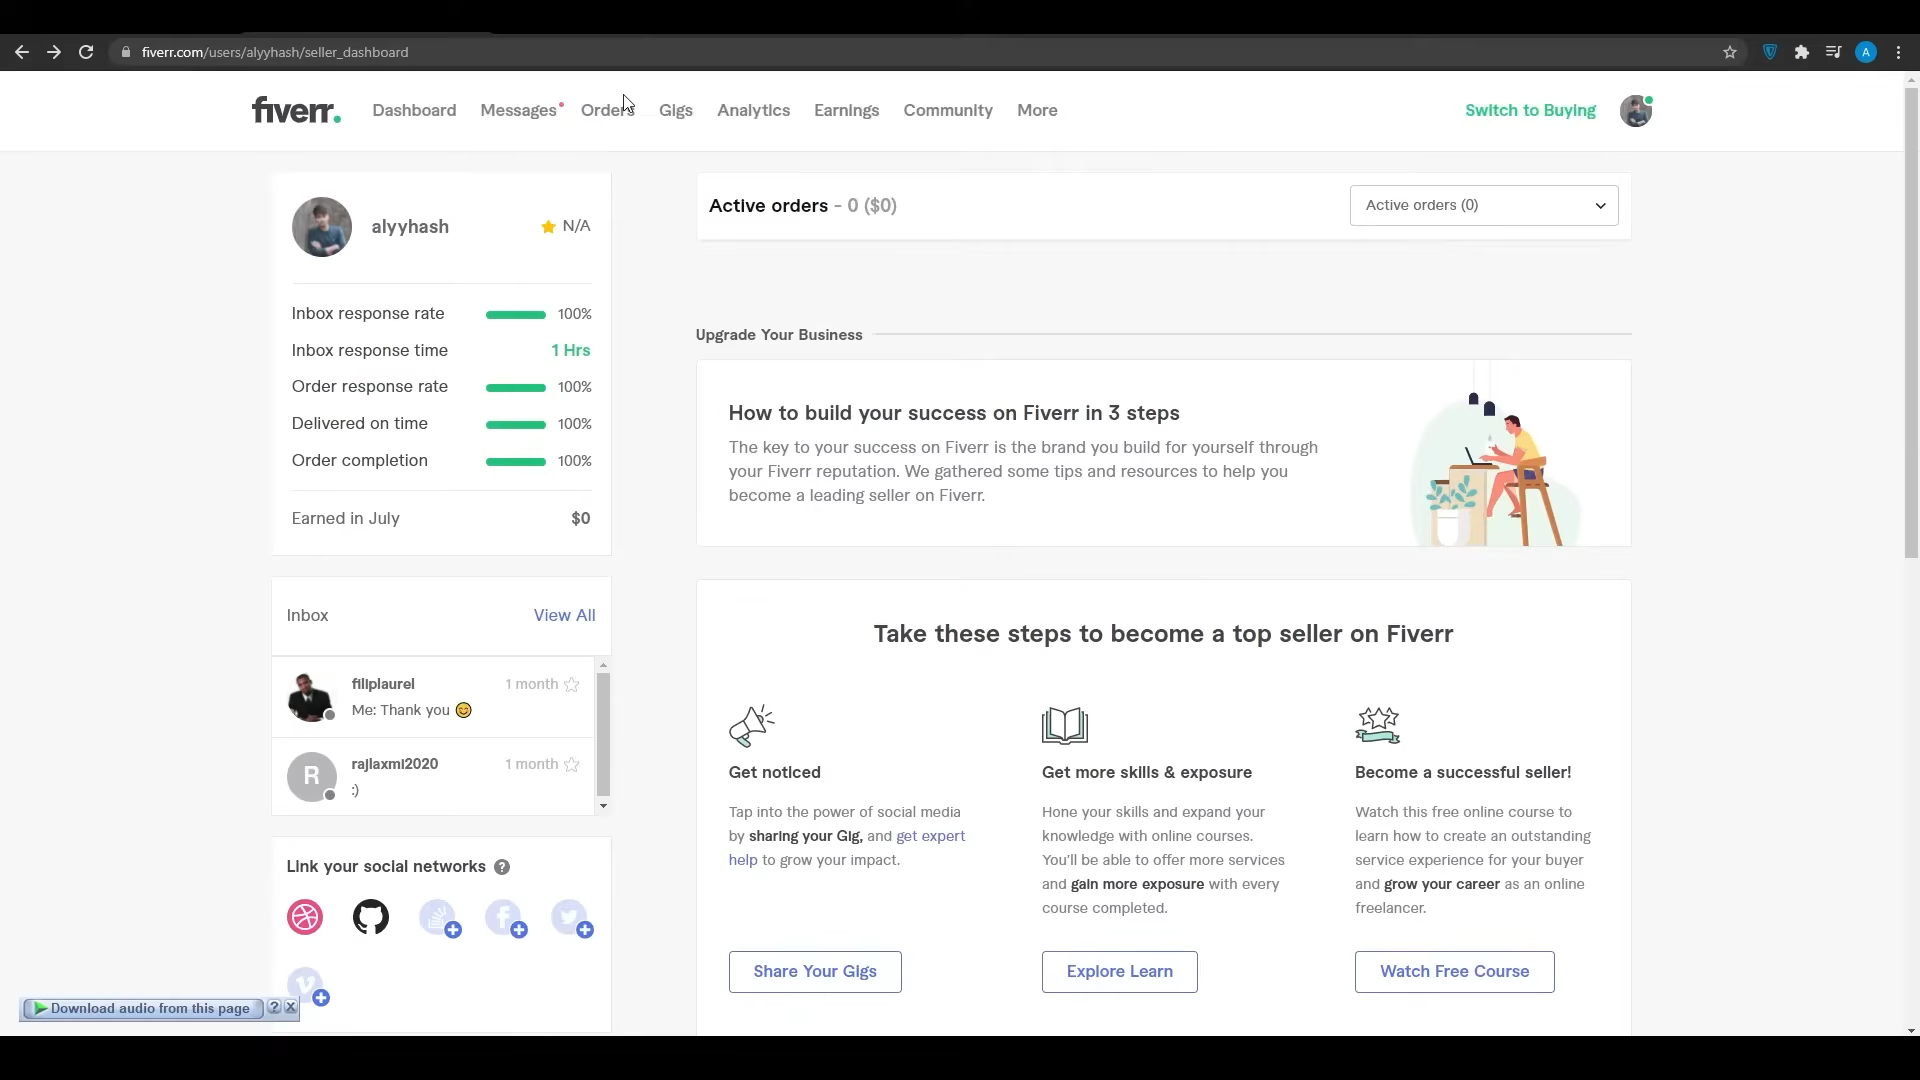 fiverr.com/users/alyyhash/seller_dashboard
A
fiverr.
Dashboard
Messages
Orders
Gigs
Analytics
Earnings
Community
More
Switch to Buying
alyyhash
N/A
Inbox response rate
100%
Inbox response time
1 Hrs
Order response rate
100%
Delivered on time
100%
Order completion
100%
Earned in July
$0
Inbox
View All
filiplaurel
1 month
Me: Thank you 😊
R
rajlaxmi2020
1 month
:)
Link your social networks
?
Download audio from this page
?
X
Active orders - 0 ($0)
Active orders (0)
Upgrade Your Business
How to build your success on Fiverr in 3 steps
The key to your success on Fiverr is the brand you build for yourself through
your Fiverr reputation. We gathered some tips and resources to help you
become a leading seller on Fiverr.
Take these steps to become a top seller on Fiverr
Get noticed
Tap into the power of social media
by sharing your Gig, and get expert
help to grow your impact.
Share Your Gigs
Get more skills & exposure
Hone your skills and expand your
knowledge with online courses.
You'll be able to offer more services
and gain more exposure with every
course completed.
Explore Learn
Become a successful seller!
Watch this free online course to
learn how to create an outstanding
service experience for your buyer
and grow your career as an online
freelancer.
Watch Free Course